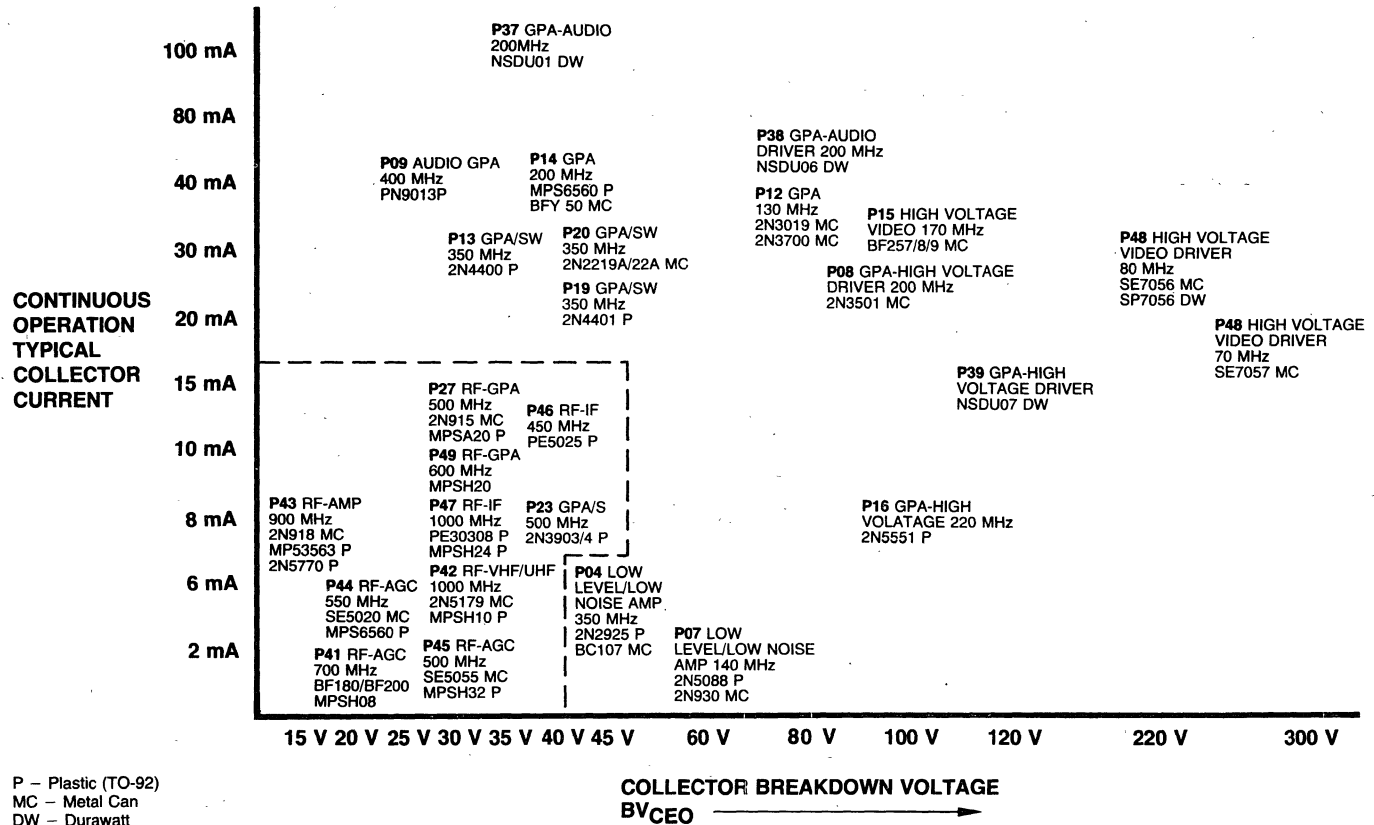 100 mA
80 mA
40 mA
30 mA
20 mA
15 mA
10 mA
8 mA
6 mA
2 mA
CONTINUOUS
OPERATION
TYPICAL
COLLECTOR
CURRENT
P37 GPA-AUDIO
200MHz
NSDU01 DW
P38 GPA-AUDIO
DRIVER 200 MHz
NSDU06 DW
P09 AUDIO GPA
400 MHz
PN9013P
P14 GPA
200 MHz
MPS6560 P
BFY 50 MC
P12 GPA
130 MHz
2N3019 MC
2N3700 MC
P15 HIGH VOLTAGE
VIDEO 170 MHz
BF257/8/9 MC
P13 GPA/SW
350 MHz
2N4400 P
P20 GPA/SW
350 MHz
2N2219A/22A MC
P48 HIGH VOLTAGE
VIDEO DRIVER
80 MHz
SE7056 MC
SP7056 DW
P08 GPA-HIGH VOLTAGE
DRIVER 200 MHz
2N3501 MC
P19 GPA/SW
350 MHz
2N4401 P
P48 HIGH VOLTAGE
VIDEO DRIVER
70 MHz
SE7057 MC
P39 GPA-HIGH
VOLTAGE DRIVER
NSDU07 DW
P27 RF-GPA
500 MHz
2N915 MC
MPSA20 P
P46 RF-IF
450 MHz
PE5025 P
P49 RF-GPA
600 MHz
MPSH20
P43 RF-AMP
900 MHz
2N918 MC
MP53563 P
2N5770 P
P47 RF-IF
1000 MHz
PE30308 P
MPSH24 P
P23 GPA/S
500 MHz
2N3903/4 P
P16 GPA-HIGH
VOLATAGE 220 MHz
2N5551 P
P44 RF-AGC
550 MHz
SE5020 MC
MPS6560 P
P42 RF-VHF/UHF
1000 MHz
2N5179 MC
MPSH10 P
P04 LOW
LEVEL/LOW
NOISE AMP
350 MHz
2N2925 P
BC107 MC
P07 LOW
LEVEL/LOW NOISE
AMP 140 MHz
2N5088 P
2N930 MC
P41 RF-AGC
700 MHz
BF180/BF200
MPSH08
P45 RF-AGC
500 MHz
SE5055 MC
MPSH32 P
15 V 20 V 25 V 30 V 35 V 40 V 45 V 60 V 80 V 100 V 120 V 220 V 300 V
COLLECTOR BREAKDOWN VOLTAGE
BVCEO
P – Plastic (TO-92)
MC – Metal Can
DW – Durawatt